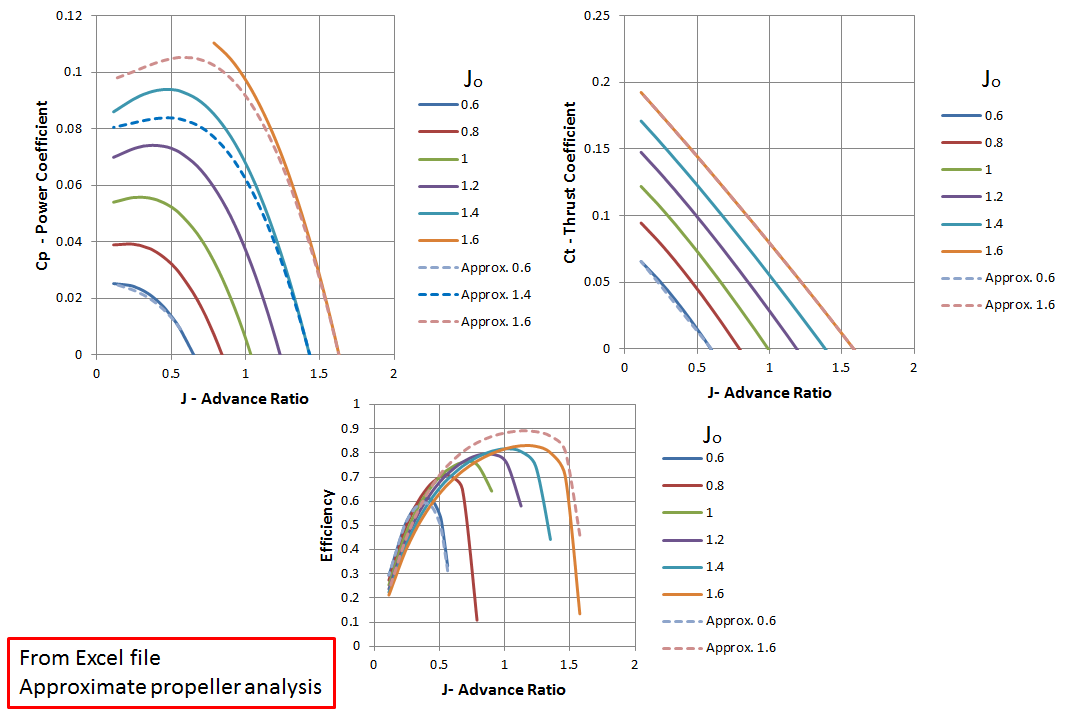 0.12
0.1
0.08
0.06
0.04
0.02
0
0 0.5 1 1.5 2
Cp - Power Coefficient
J - Advance Ratio
Jo
0.6
0.8
1
1.2
1.4
1.6
Approx. 0.6
Approx. 1.4
Approx. 1.6
0.25
0.2
0.15
0.1
0.05
0
0 0.5 1 1.5 2
Ct - Thrust Coefficient
J- Advance Ratio
Jo
0.6
0.8
1
1.2
1.4
1.6
Approx. 0.6
Approx. 1.6
1
0.9
0.8
0.7
0.6
0.5
0.4
0.3
0.2
0.1
0
0 0.5 1 1.5 2
Efficiency
J- Advance Ratio
Jo
0.6
0.8
1
1.2
1.4
1.6
Approx. 0.6
Approx. 1.6
From Excel file
Approximate propeller analysis